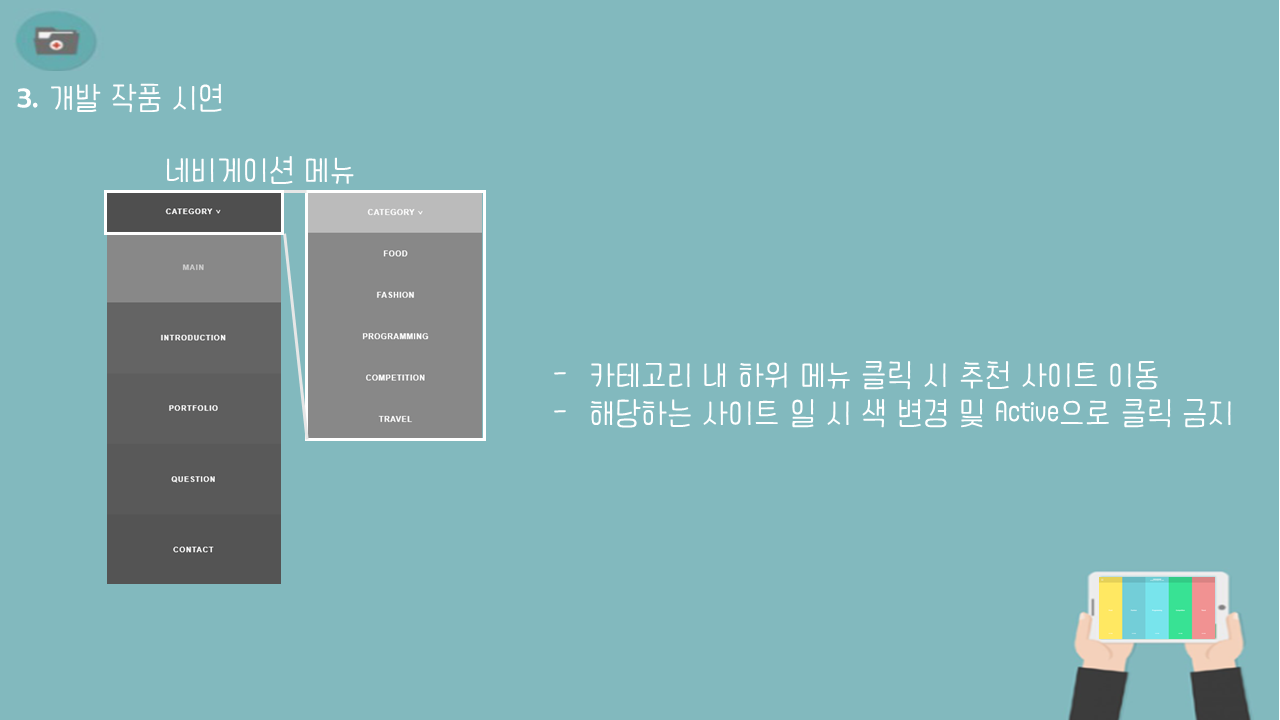 3. 개발 작품 시연
네비게이션 메뉴
CATEGORY ˅
MAIN
INTRODUCTION
PORTFOLIO
QUESTION
CONTACT
CATEGORY ˅
FOOD
FASHION
PROGRAMMING
COMPETITION
TRAVEL
- 카테고리 내 하위 메뉴 클릭 시 추천 사이트 이동
- 해당하는 사이트 일 시 색 변경 및 Active으로 클릭 금지